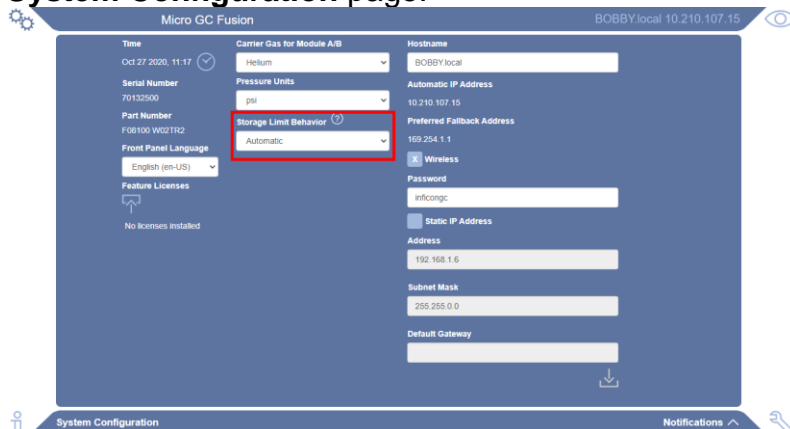 System Configuration page.
Micro GC Fusion
BOBBY.local 10.210.107.15
Time
Oct 27 2020, 11:17
Serial Number
70132500
Part Number
F08100 W02TR2
Front Panel Language
English (en-US)
Feature Licenses
No licenses installed
Carrier Gas for Module A/B
Helium
Pressure Units
psi
Storage Limit Behavior ?
Automatic
Hostname
BOBBY.local
Automatic IP Address
10.210.107.15
Preferred Fallback Address
169.254.1.1
X Wireless
Password
inficongc
Static IP Address
Address
192.168.1.6
Subnet Mask
255.255.0.0
Default Gateway
System Configuration
Notifications